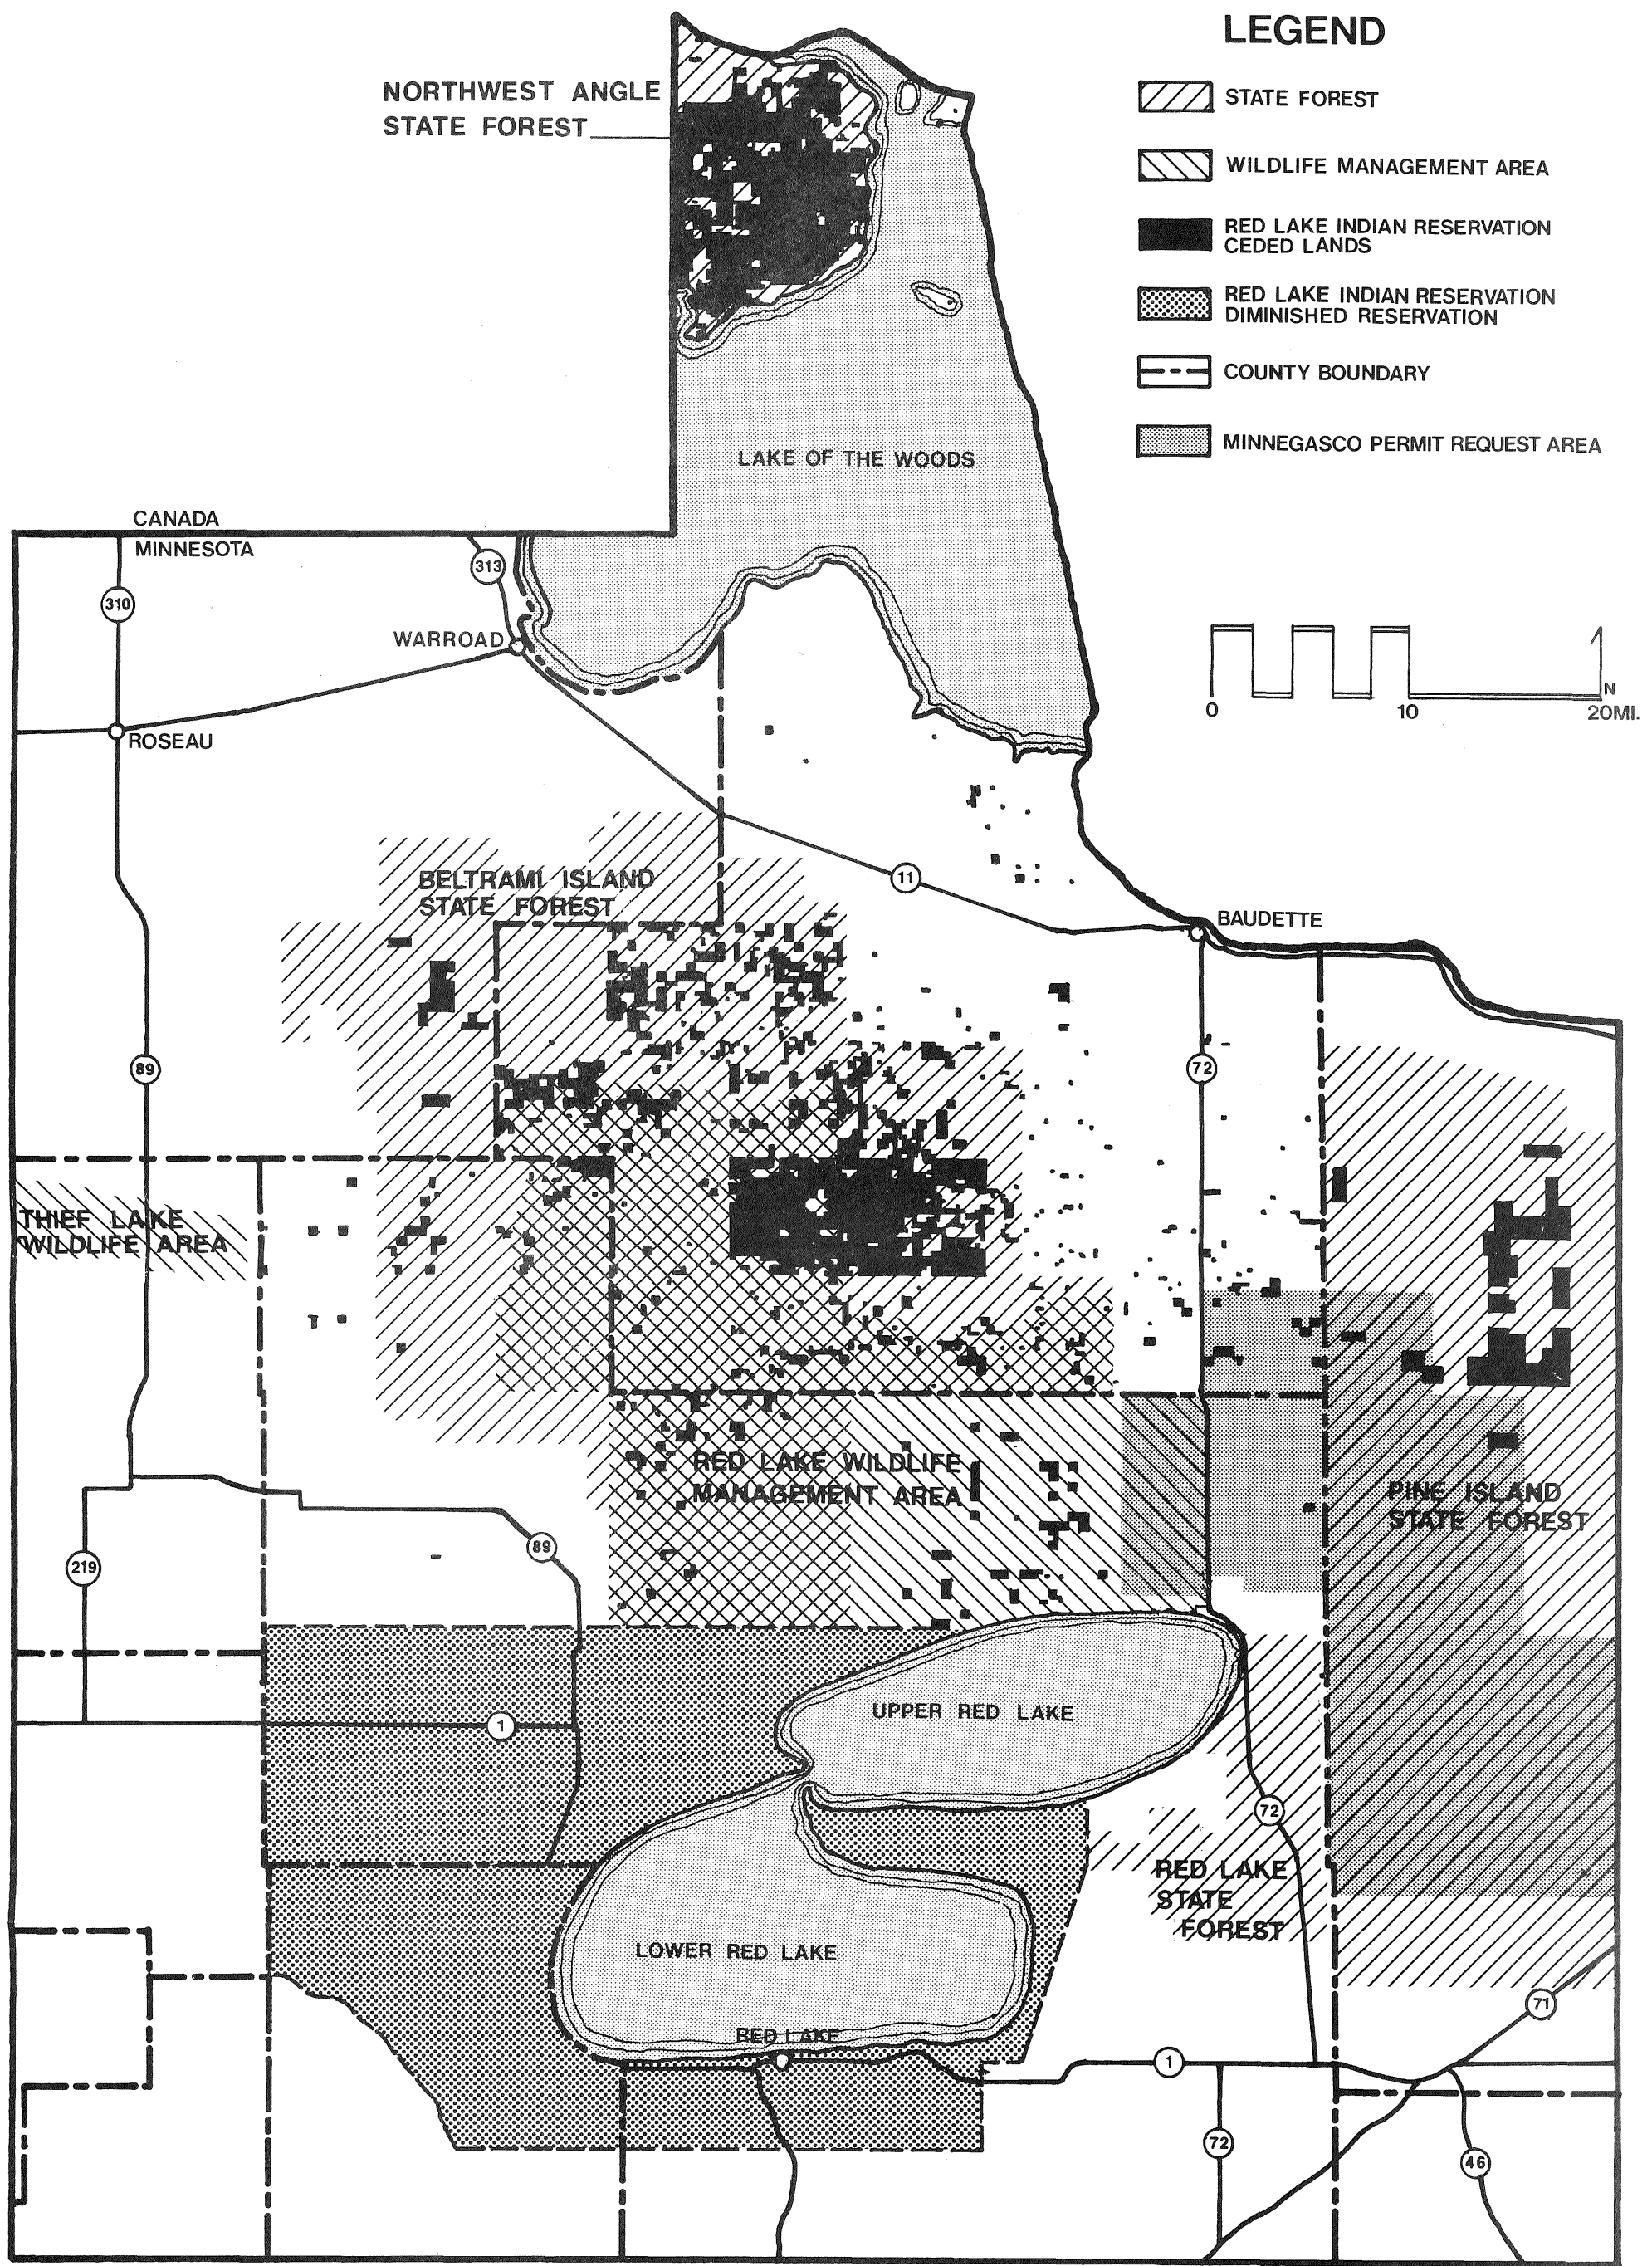 LEGEND
STATE FOREST
WILDLIFE MANAGEMENT AREA
RED LAKE INDIAN RESERVATION
CEDED LANDS
RED LAKE INDIAN RESERVATION
DIMINISHED RESERVATION
COUNTY BOUNDARY
MINNEGASCO PERMIT REQUEST AREA
NORTHWEST ANGLE
STATE FOREST
LAKE OF THE WOODS
CANADA
MINNESOTA
313
310
WARROAD
ROSEAU
N
0 10 20MI.
BELTRAMI ISLAND
STATE FOREST
11
BAUDETTE
89
72
THIEF LAKE
WILDLIFE AREA
RED LAKE WILDLIFE
MANAGEMENT AREA
PINE ISLAND
STATE FOREST
89
219
UPPER RED LAKE
1
72
RED LAKE
STATE
FOREST
LOWER RED LAKE
71
RED LAKE
1
72
46